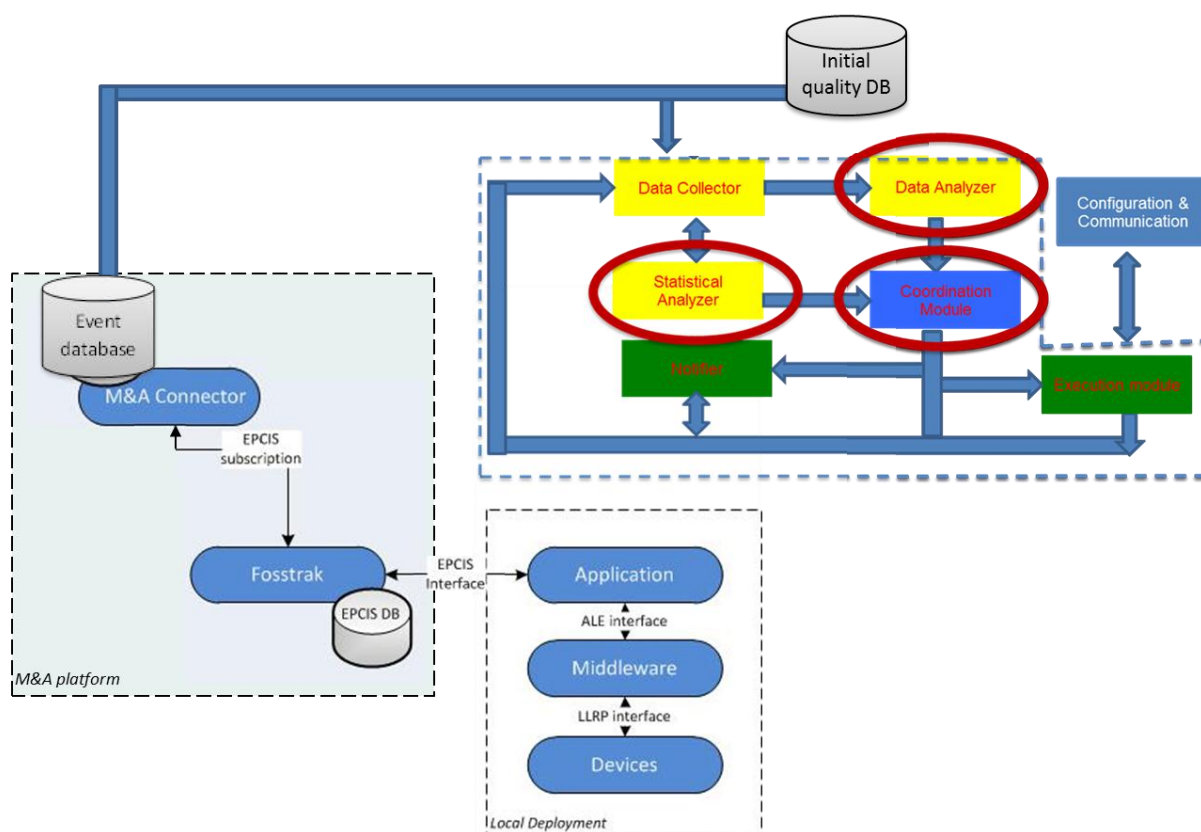 Initial
quality DB
Data Collector
Data Analyzer
Configuration &
Communication
Statistical
Analyzer
Coordination
Module
Event
database
Notifier
Execution module
M&A Connector
EPCIS
subscription
Fosstrak
EPCIS
Interface
Application
EPCIS DB
ALE interface
Middleware
M&A platform
LLRP interface
Devices
Local Deployment